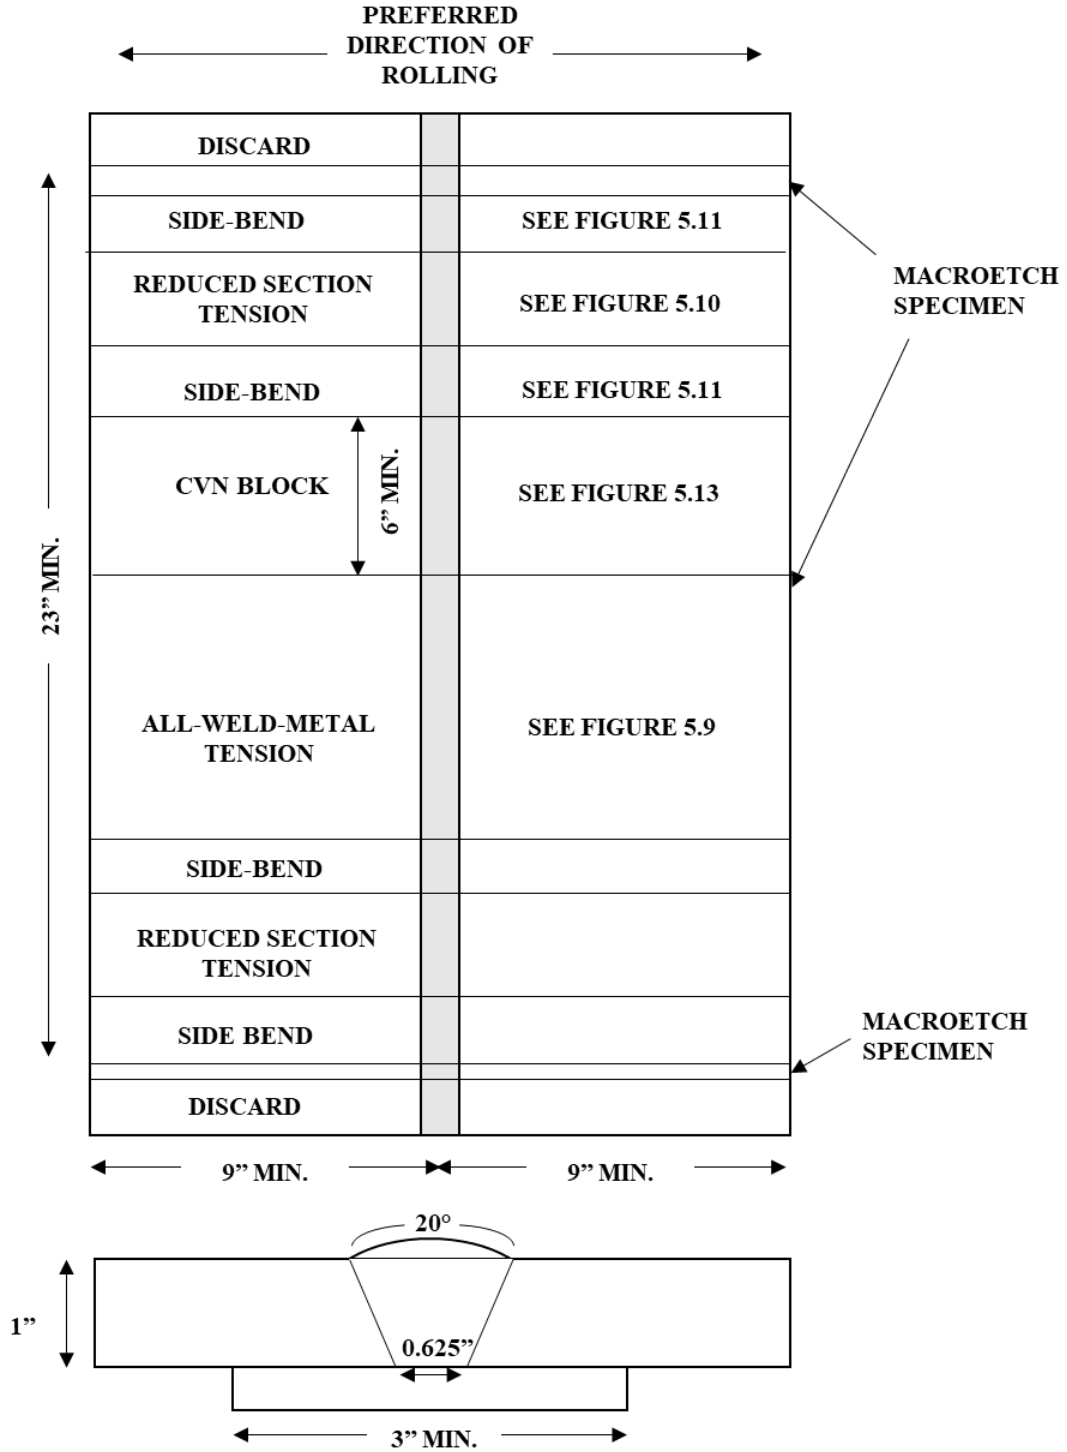 PREFERRED
DIRECTION OF
ROLLING
DISCARD
SIDE-BEND
SEE FIGURE 5.11
REDUCED SECTION
TENSION
SEE FIGURE 5.10
MACROETCH
SPECIMEN
SIDE-BEND
SEE FIGURE 5.11
CVN BLOCK
6” MIN.
SEE FIGURE 5.13
23” MIN.
ALL-WELD-METAL
TENSION
SEE FIGURE 5.9
SIDE-BEND
REDUCED SECTION
TENSION
SIDE BEND
MACROETCH
SPECIMEN
DISCARD
9” MIN.
9” MIN.
20°
1”
0.625”
3” MIN.